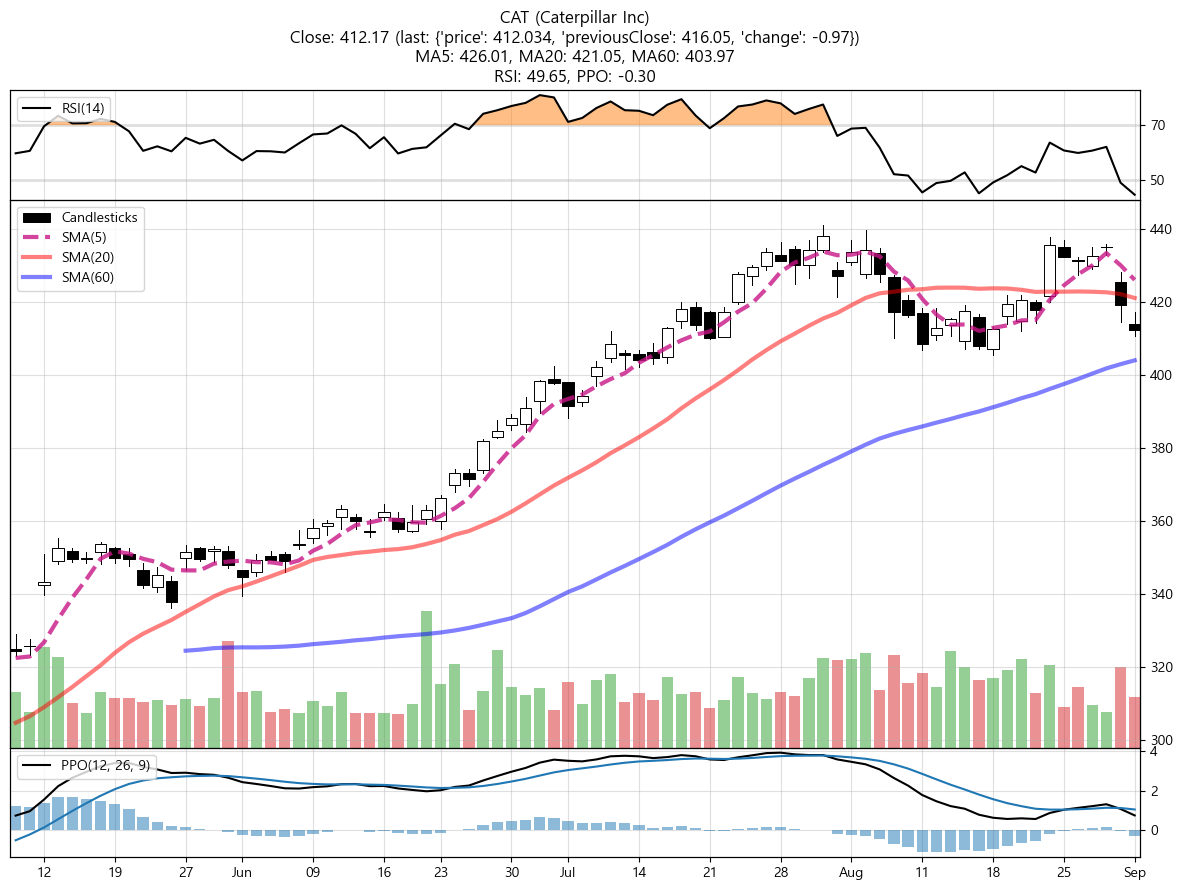 CAT (Caterpillar Inc)
Close: 412.17 (last: {'price': 412.034, 'previousClose': 416.05, 'change': -0.97})
MA5: 426.01, MA20: 421.05, MA60: 403.97
RSI: 49.65, PPO: -0.30
RSI(14)
70
50
Candlesticks
SMA(5)
SMA(20)
SMA(60)
440
420
400
380
360
340
320
300
PPO(12, 26, 9)
4
2
0
12 19 27 Jun 09 16 23 30 Jul 14 21 28 Aug 11 18 25 Sep